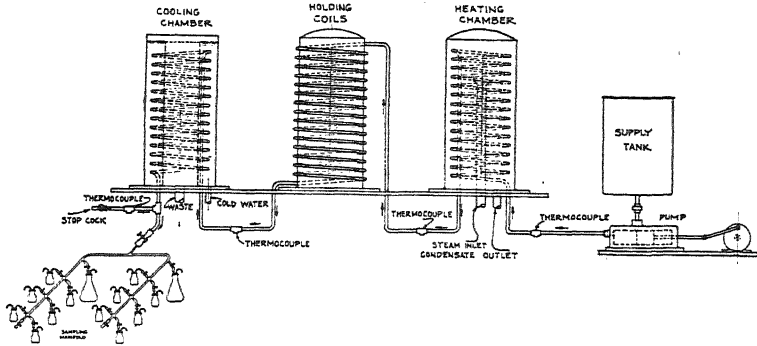 COOLING
CHAMBER
HOLDING
COILS
HEATING
CHAMBER
SUPPLY
TANK
THERMOCOUPLE
STOP COCK
WASTE
COLD WATER
THERMOCOUPLE
THERMOCOUPLE
STEAM INLET
CONDENSATE OUTLET
THERMOCOUPLE
PUMP
SAMPLING
MANIFOLD